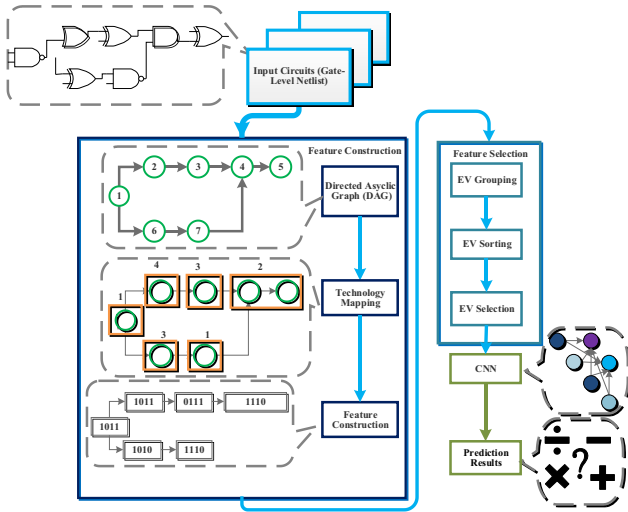 Input Circuits (Gate-
Level Netlist)
Feature Construction
2
3
4
5
1
6
7
Directed Asyclic
Graph (DAG)
4
3
2
1
3
1
Technology
Mapping
1011
0111
1110
1011
1010
1110
Feature
Construction
Feature Selection
EV Grouping
EV Sorting
EV Selection
CNN
Prediction
Results
÷ −
?
× +